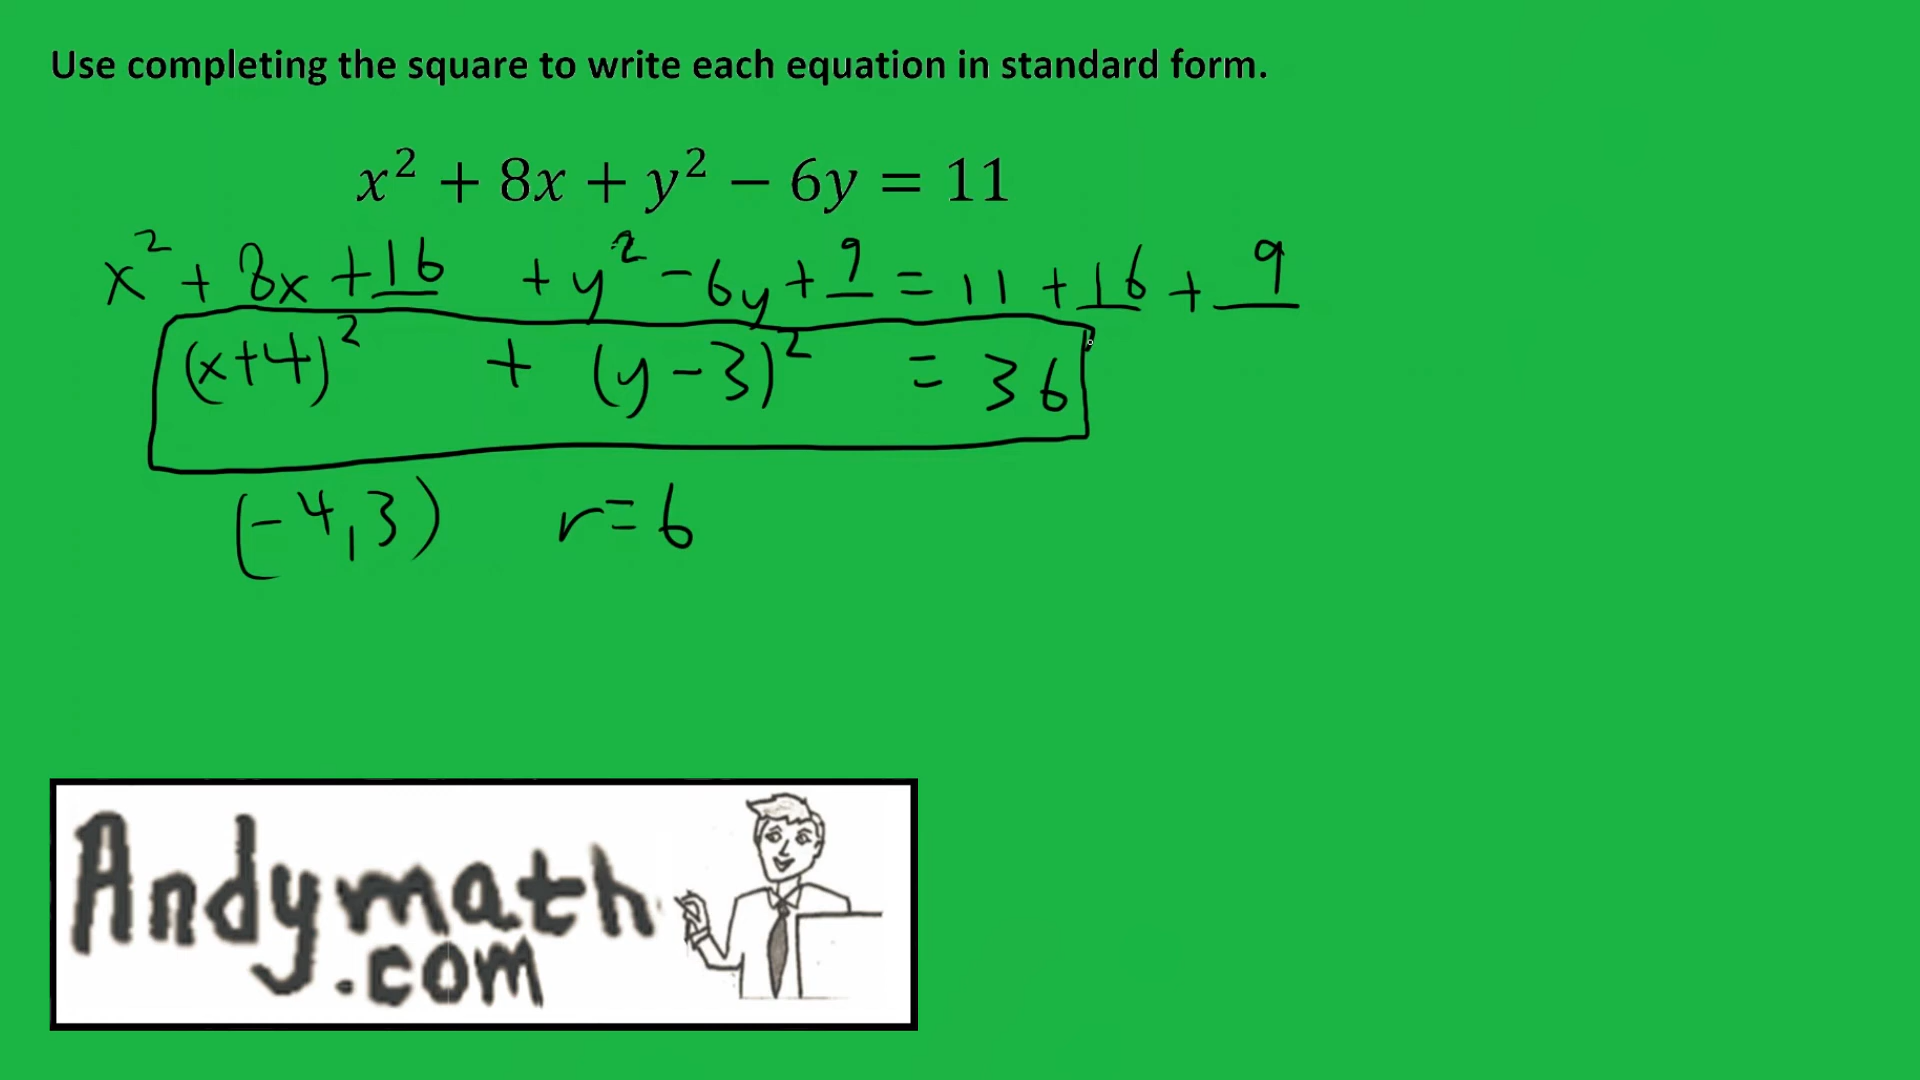 Use completing the square to write each equation in standard form.
x² + 8x + y² − 6y = 11
x² + 8x + 16 + y² − 6y + 9 = 11 + 16 + 9
(x+4)² + (y−3)² = 36
(−4,3) r=6
Andymath
.com